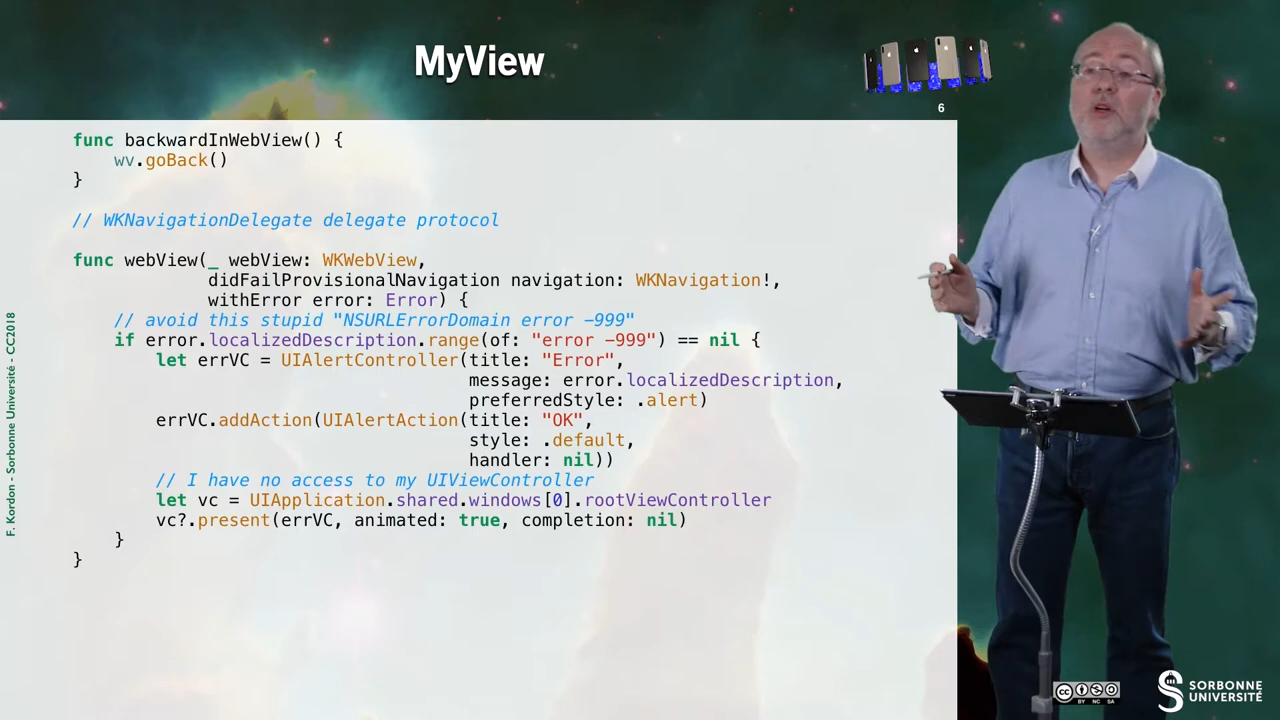 MyView
6
func backwardInWebView() {
    wv.goBack()
}
// WKNavigationDelegate delegate protocol
func webView(_ webView: WKWebView,
             didFailProvisionalNavigation navigation: WKNavigation!,
             withError error: Error) {
    // avoid this stupid "NSURLErrorDomain error -999"
    if error.localizedDescription.range(of: "error -999") == nil {
        let errVC = UIAlertController(title: "Error",
                                      message: error.localizedDescription,
                                      preferredStyle: .alert)
        errVC.addAction(UIAlertAction(title: "OK",
                                      style: .default,
                                      handler: nil))
        // I have no access to my UIViewController
        let vc = UIApplication.shared.windows[0].rootViewController
        vc?.present(errVC, animated: true, completion: nil)
    }
}
F. Kordon - Sorbonne Université - CC2018
cc
BY NC SA
SORBONNE
UNIVERSITÉ